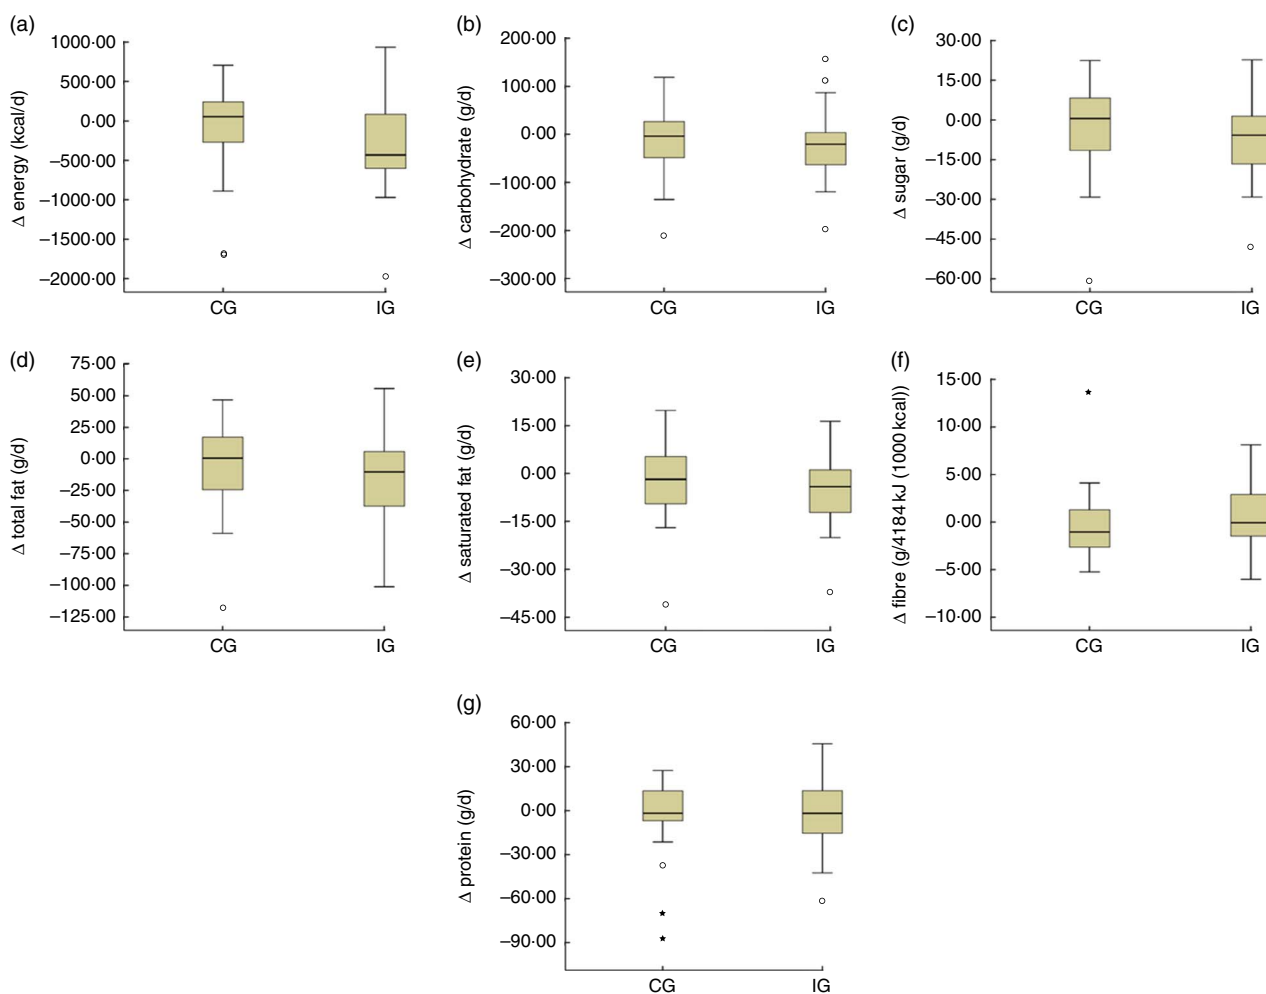 (a)
Δ energy (kcal/d)
1000·00
500·00
0·00
−500·00
−1000·00
−1500·00
−2000·00
CG IG
(b)
Δ carbohydrate (g/d)
200·00
100·00
0·00
−100·00
−200·00
−300·00
CG IG
(c)
Δ sugar (g/d)
30·00
15·00
0·00
−15·00
−30·00
−45·00
−60·00
CG IG
(d)
Δ total fat (g/d)
75·00
50·00
25·00
0·00
−25·00
−50·00
−75·00
−100·00
−125·00
CG IG
(e)
Δ saturated fat (g/d)
30·00
15·00
0·00
−15·00
−30·00
−45·00
CG IG
(f)
Δ fibre (g/4184 kJ (1000 kcal))
15·00
10·00
5·00
0·00
−5·00
−10·00
CG IG
(g)
Δ protein (g/d)
60·00
30·00
0·00
−30·00
−60·00
−90·00
CG IG